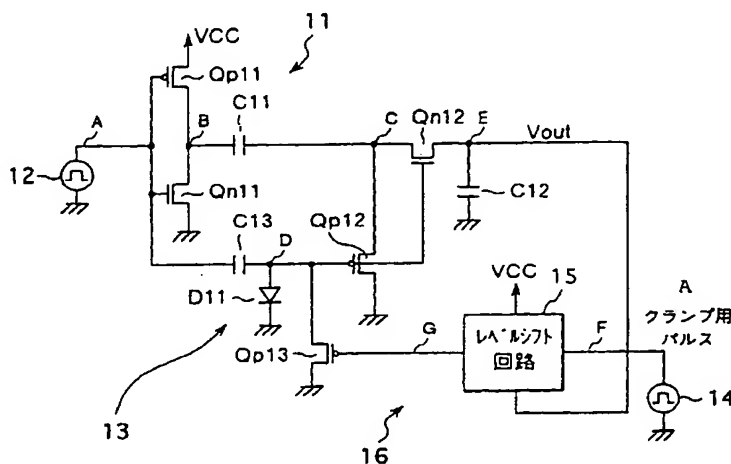 11
VCC
Qp11
C11
A
B
C
Qn12
E
Vout
12
Qn11
C12
C13
Qp12
D
VCC
15
A
D11
クランプ用
パルス
G
レベルシフト
回路
F
Qp13
14
13
16